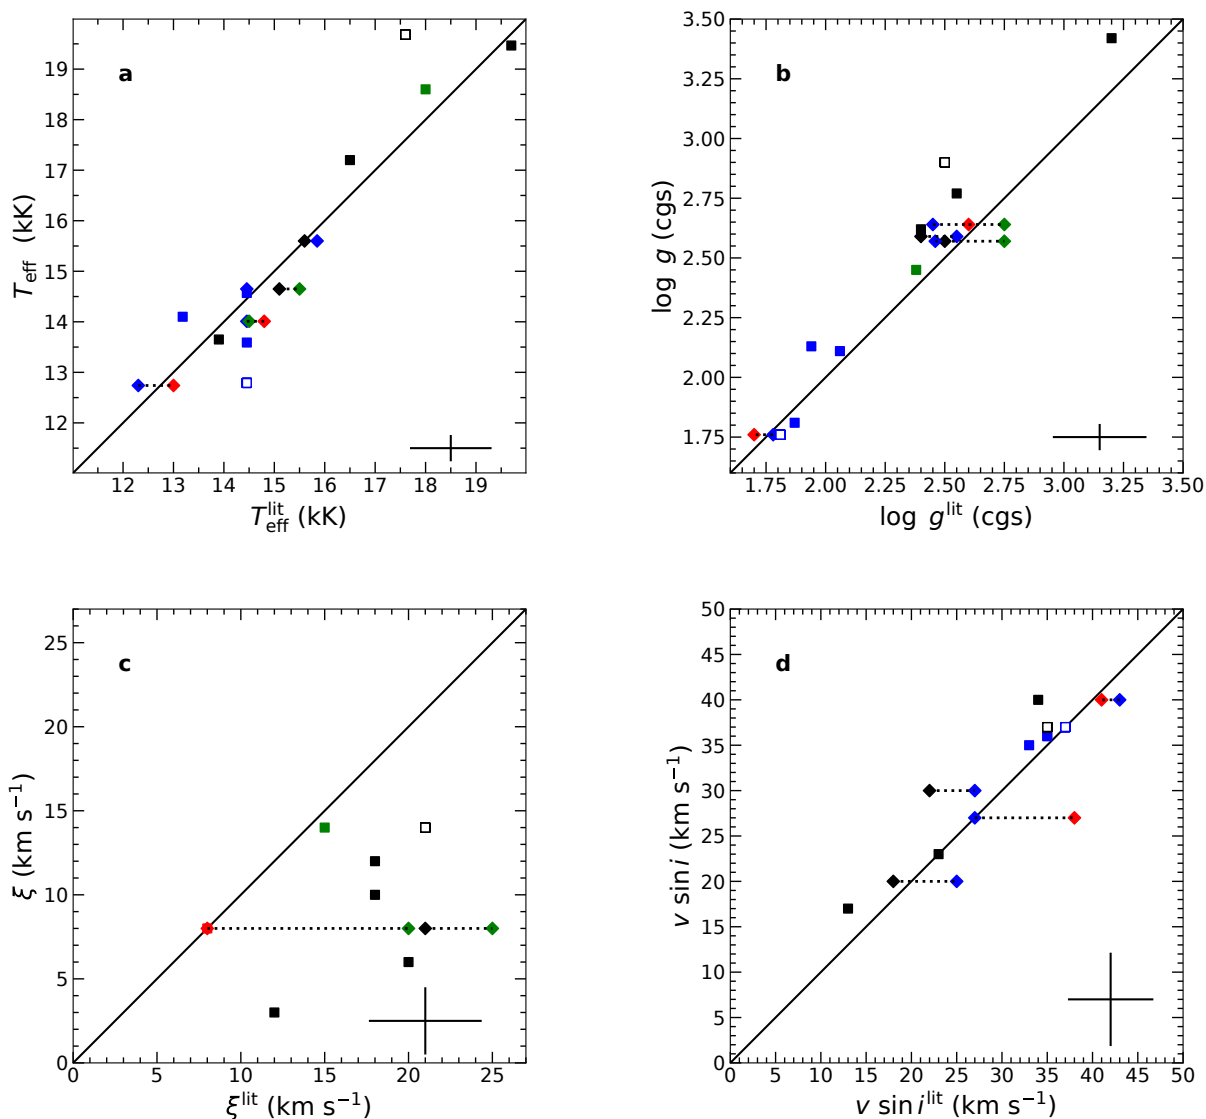 a
19
18
17
16
15
14
13
12
T_eff (kK)
12 13 14 15 16 17 18 19
T_eff^lit (kK)
b
3.50
3.25
3.00
2.75
2.50
2.25
2.00
1.75
log g (cgs)
1.75 2.00 2.25 2.50 2.75 3.00 3.25 3.50
log g^lit (cgs)
c
25
20
15
10
5
0
ξ (km s⁻¹)
0 5 10 15 20 25
ξ^lit (km s⁻¹)
d
50
45
40
35
30
25
20
15
10
5
0
v sin i (km s⁻¹)
0 5 10 15 20 25 30 35 40 45 50
v sin i^lit (km s⁻¹)